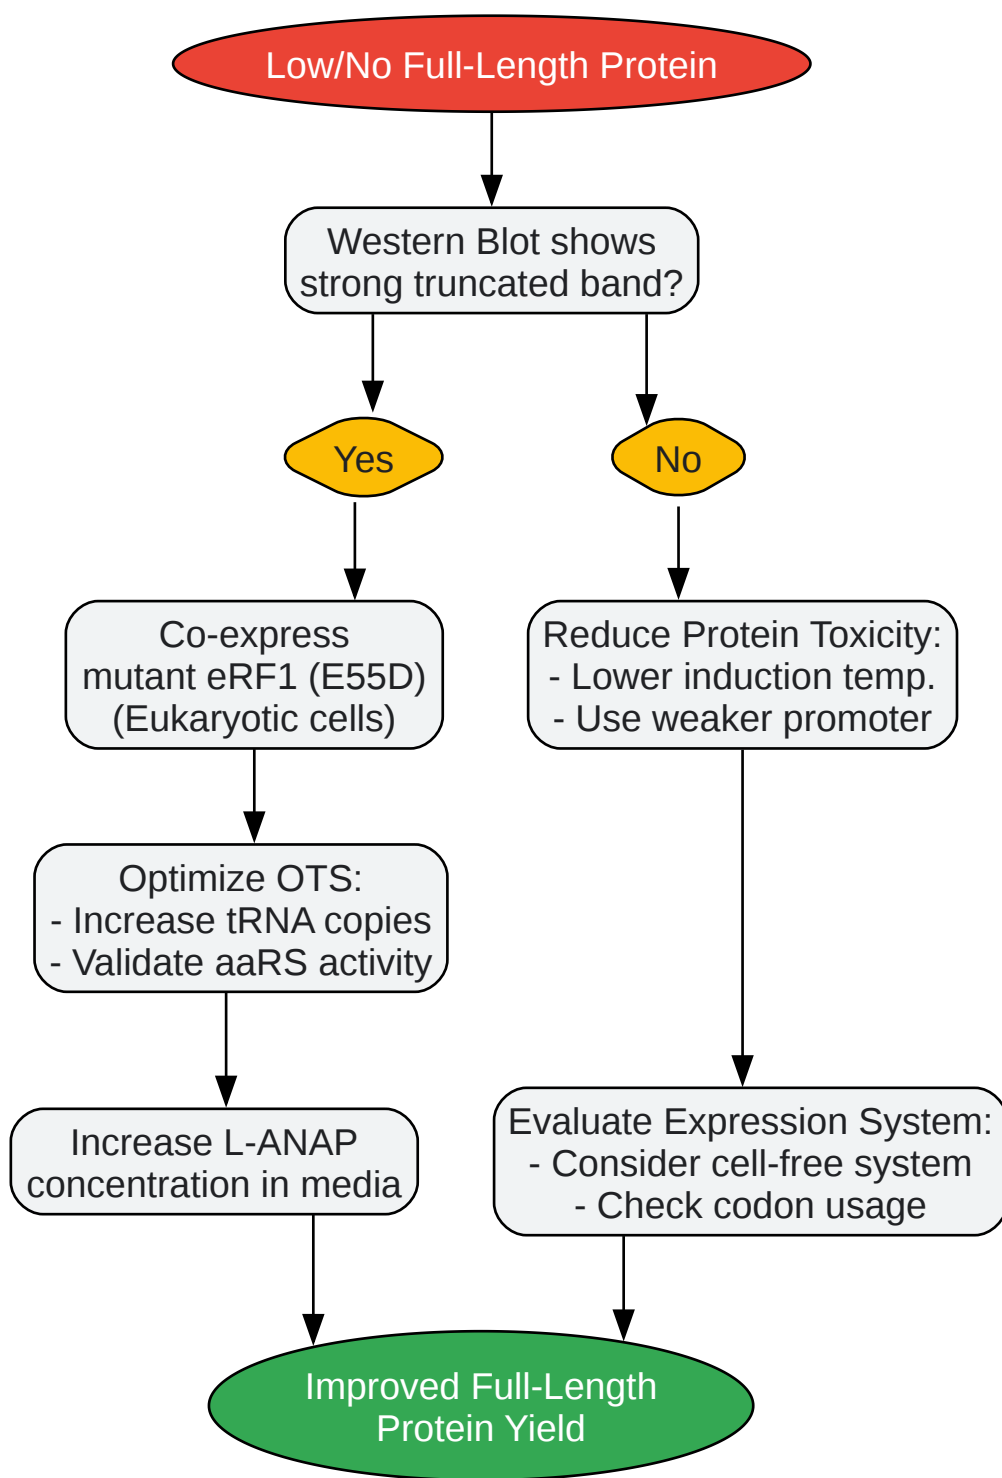 Low/No Full-Length Protein
Western Blot shows
strong truncated band?
Yes
No
Co-express
mutant eRF1 (E55D)
(Eukaryotic cells)
Reduce Protein Toxicity:
- Lower induction temp.
- Use weaker promoter
Optimize OTS:
- Increase tRNA copies
- Validate aaRS activity
Increase L-ANAP
concentration in media
Evaluate Expression System:
- Consider cell-free system
- Check codon usage
Improved Full-Length
Protein Yield